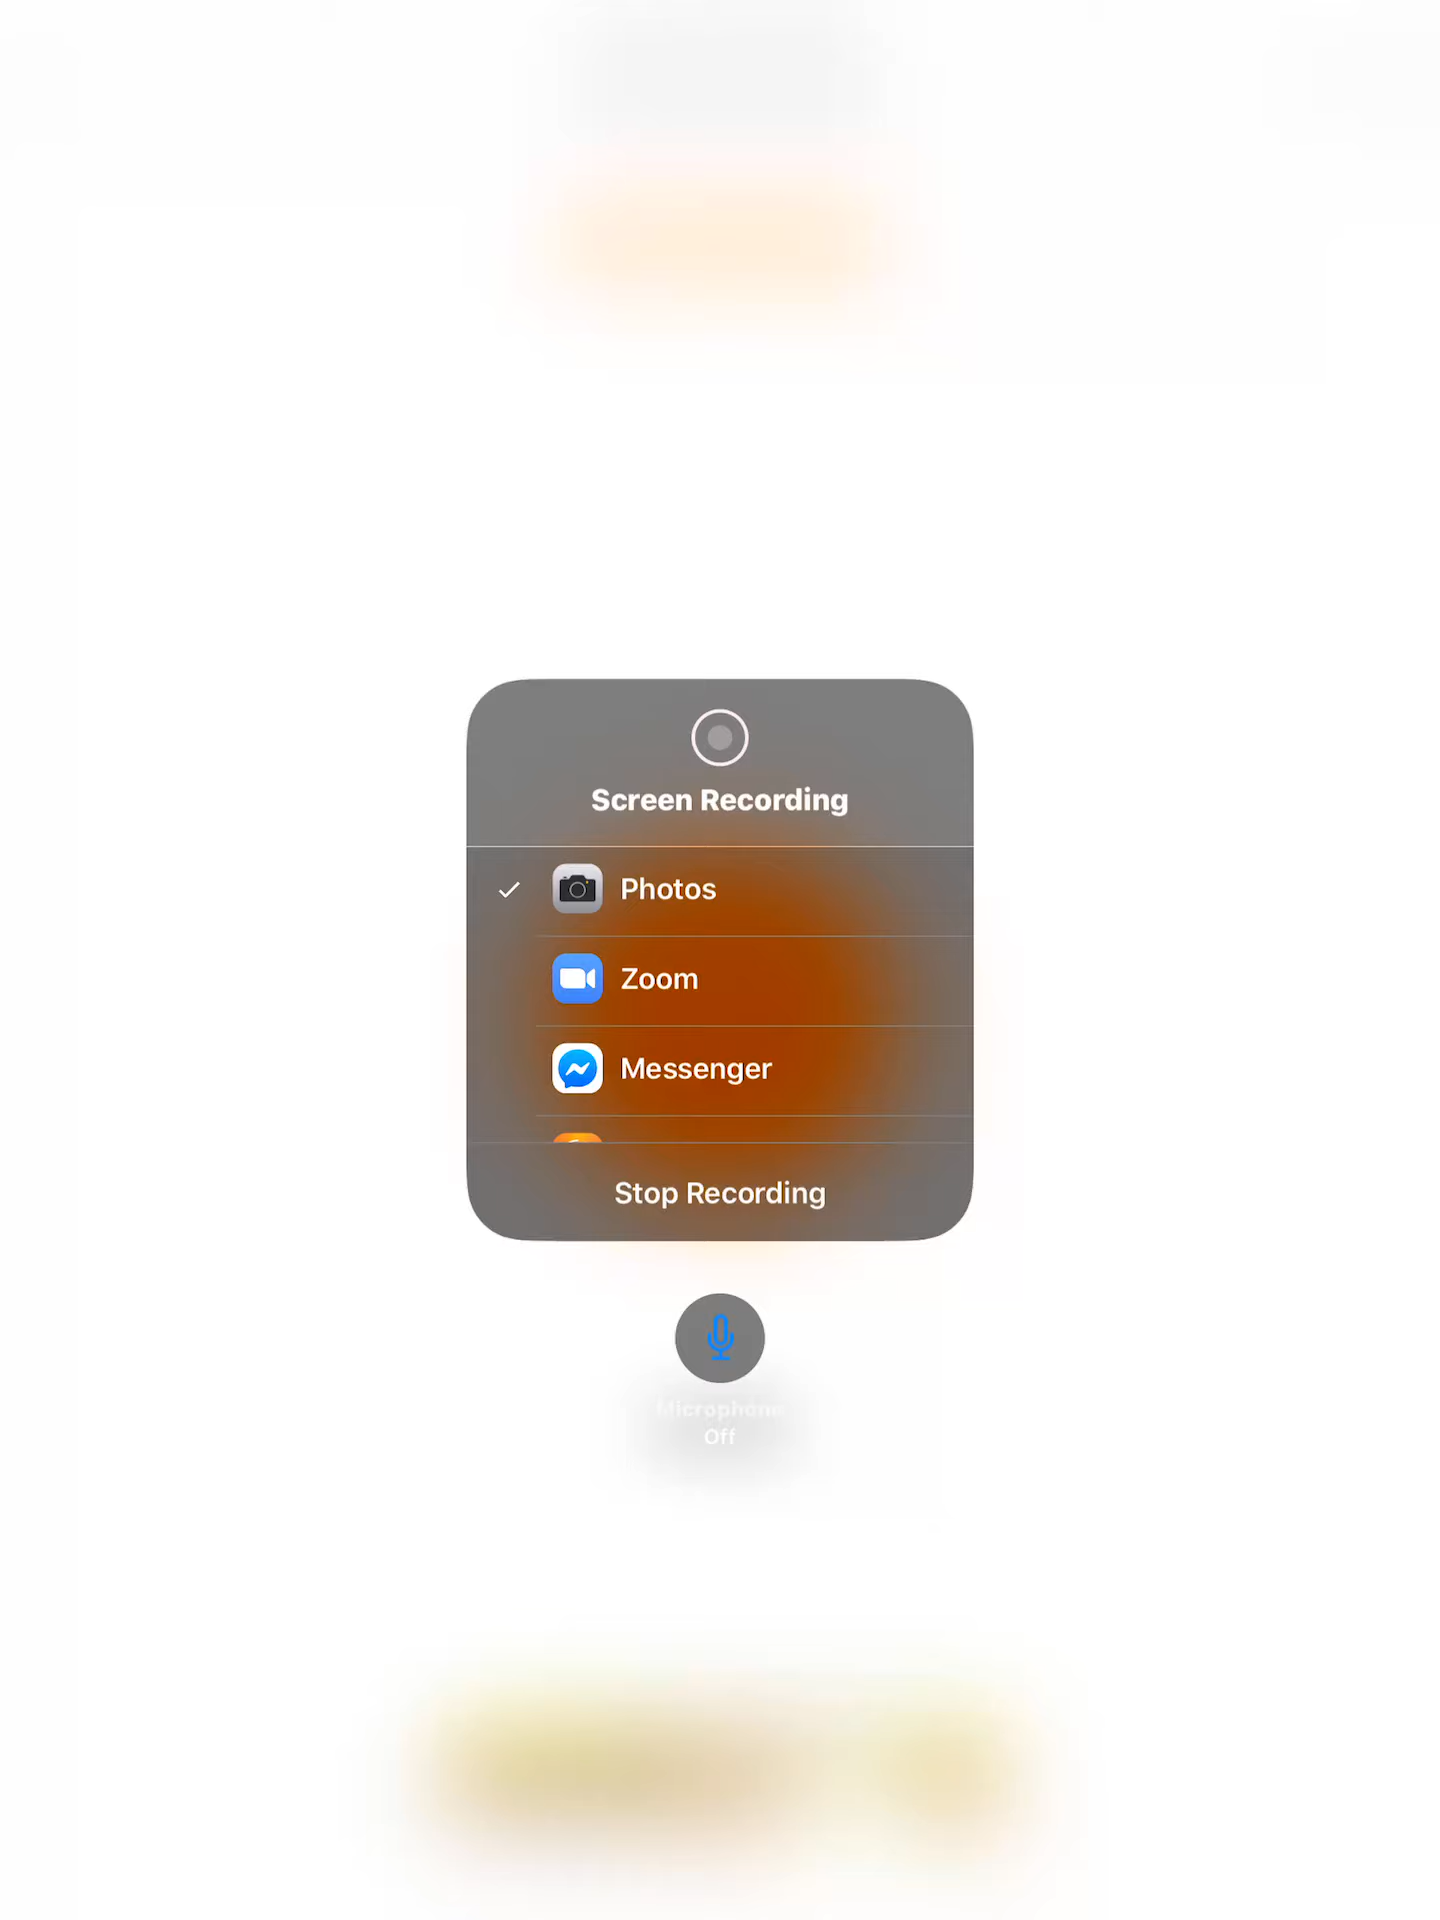 Screen Recording
Photos
Zoom
Messenger
Stop Recording
Microphone
Off